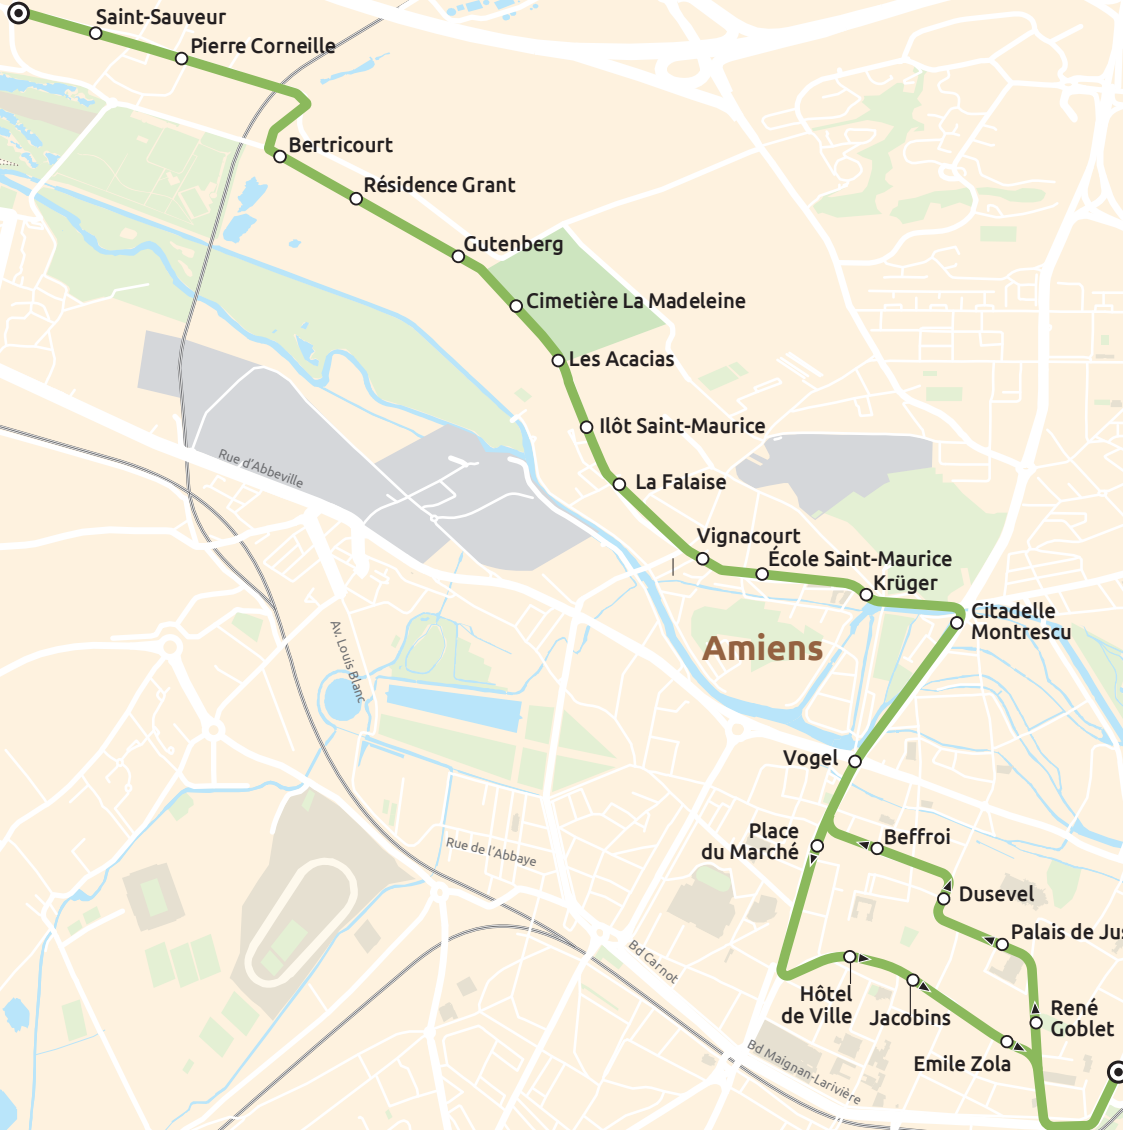 Saint-Sauveur
Pierre Corneille
Bertricourt
Résidence Grant
Gutenberg
Cimetière La Madeleine
Les Acacias
Ilôt Saint-Maurice
Rue d'Abbeville
La Falaise
Vignacourt
École Saint-Maurice
Krüger
Citadelle
Montrescu
Amiens
Av. Louis Blanc
Vogel
Place
du Marché
Beffroi
Rue de l'Abbaye
Dusevel
Palais de Jus
Bd Carnot
Hôtel
de Ville
Jacobins
René
Goblet
Emile Zola
Bd Maignan-Larivière